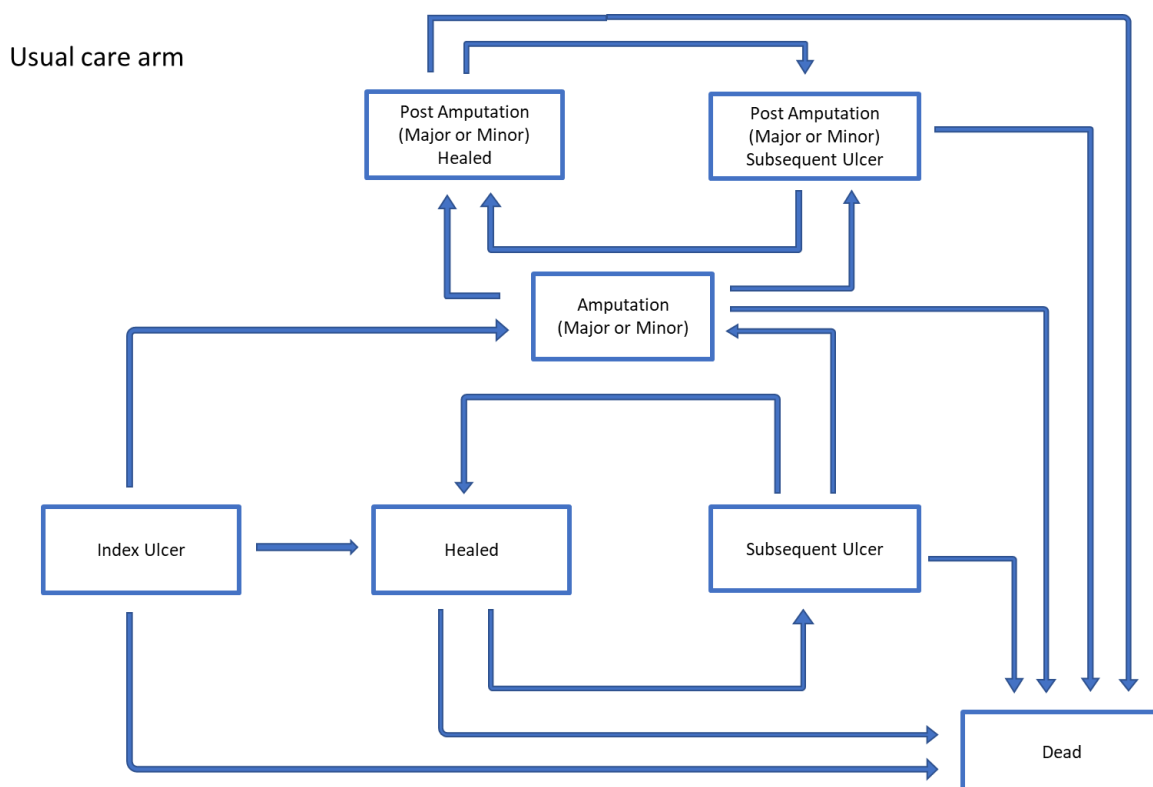 Usual care arm
Post Amputation
(Major or Minor)
Healed
Post Amputation
(Major or Minor)
Subsequent Ulcer
Amputation
(Major or Minor)
Index Ulcer
Healed
Subsequent Ulcer
Dead